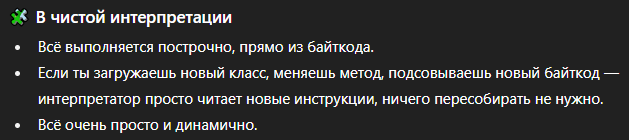 В чистой интерпретации
• Всё выполняется построчно, прямо из байткода.
• Если ты загружаешь новый класс, меняешь метод, подсовываешь новый байткод —
интерпретатор просто читает новые инструкции, ничего пересобирать не нужно.
• Всё очень просто и динамично.